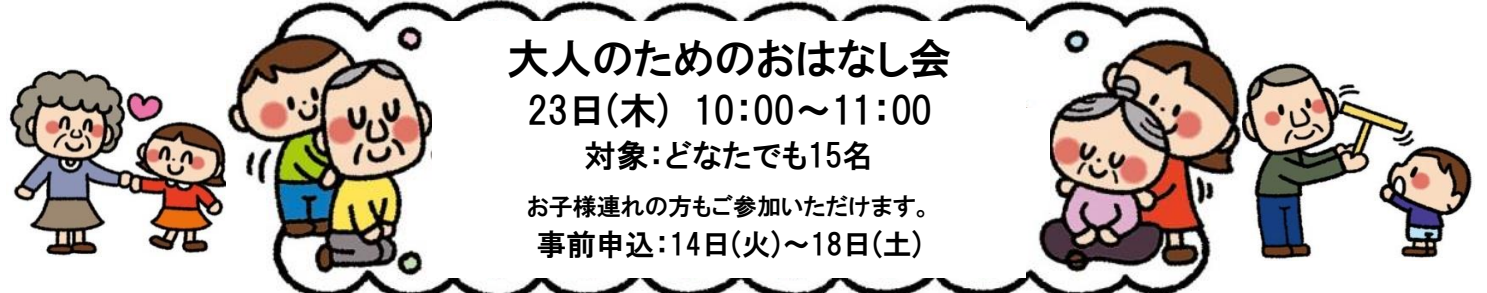 大人のためのおはなし会
23日(木) 10:00～11:00
対象:どなたでも15名
お子様連れの方もご参加いただけます。
事前申込:14日(火)～18日(土)